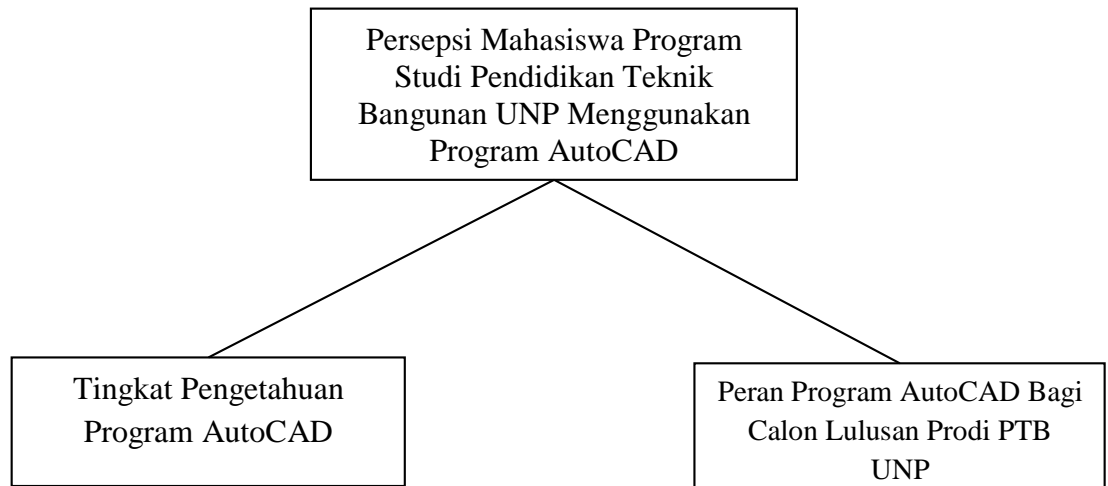 Persepsi Mahasiswa Program
Studi Pendidikan Teknik
Bangunan UNP Menggunakan
Program AutoCAD
Tingkat Pengetahuan
Program AutoCAD
Peran Program AutoCAD Bagi
Calon Lulusan Prodi PTB
UNP